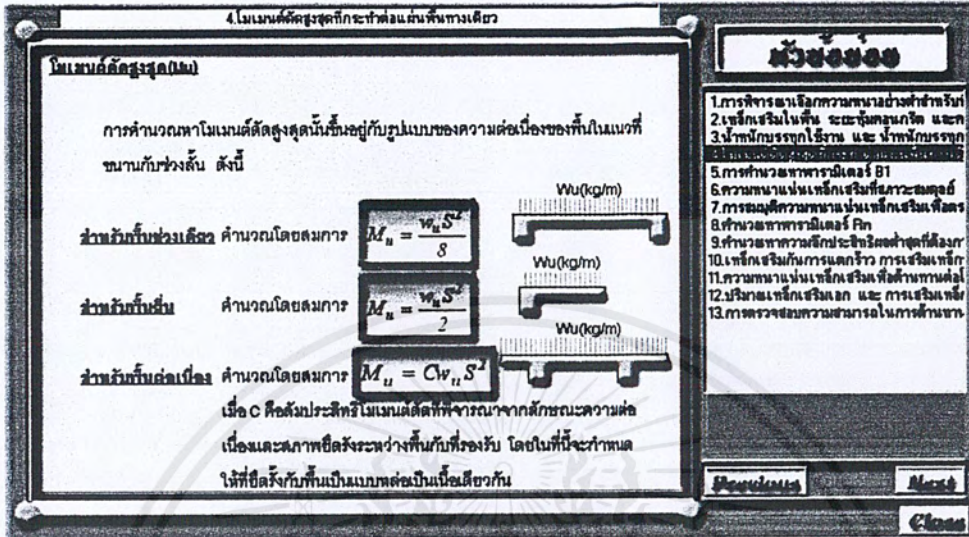 4.โมเมนต์ดัดสูงสุดที่กระทำต่อแผ่นพื้นทางเดียว
หัวข้อย่อย
โมเมนต์ดัดสูงสุด(Mu)
การคำนวณหาโมเมนต์ดัดสูงสุดนั้นขึ้นอยู่กับรูปแบบของความต่อเนื่องของพื้นในแนวที่
ขนานกับช่วงสั้น ดังนี้
Wu(kg/m)
สำหรับพื้นช่วงเดียว คำนวณโดยสมการ M_u = w_u S^2 / 8
Wu(kg/m)
สำหรับพื้นยื่น คำนวณโดยสมการ M_u = w_u S^2 / 2
Wu(kg/m)
สำหรับพื้นต่อเนื่อง คำนวณโดยสมการ M_u = Cw_u S^2
เมื่อ C คือสัมประสิทธิ์โมเมนต์ดัดที่พิจารณาจากลักษณะความต่อ
เนื่องและสภาพยึดรั้งระหว่างพื้นกับที่รองรับ โดยในที่นี้จะกำหนด
ให้ที่ยึดรั้งกับพื้นเป็นแบบหล่อเป็นเนื้อเดียวกัน
1.การพิจารณาเลือกความหนาอย่างต่ำสำหรับ
2.เหล็กเสริมในพื้น ระยะหุ้มคอนกรีต และ
3.น้ำหนักบรรทุกใช้งาน และ น้ำหนักบรรทุก
5.การคำนวณหาพารามิเตอร์ B1
6.ความหนาแน่นเหล็กเสริมที่สภาวะสมดุลย์
7.การสมมุติความหนาแน่นเหล็กเสริมเพื่อ
8.คำนวณหาพารามิเตอร์ Rn
9.คำนวณหาความลึกประสิทธิผลต่ำสุดที่ต้อง
10.เหล็กเสริมกันการแตกร้าว การเสริมเหล็ก
11.ความหนาแน่นเหล็กเสริมเพื่อต้านทาน
12.ปริมาณเหล็กเสริมเอก และ การเสริมเหล็
13.การตรวจสอบความสามารถในการต้านทาน
Previous
Next
Close